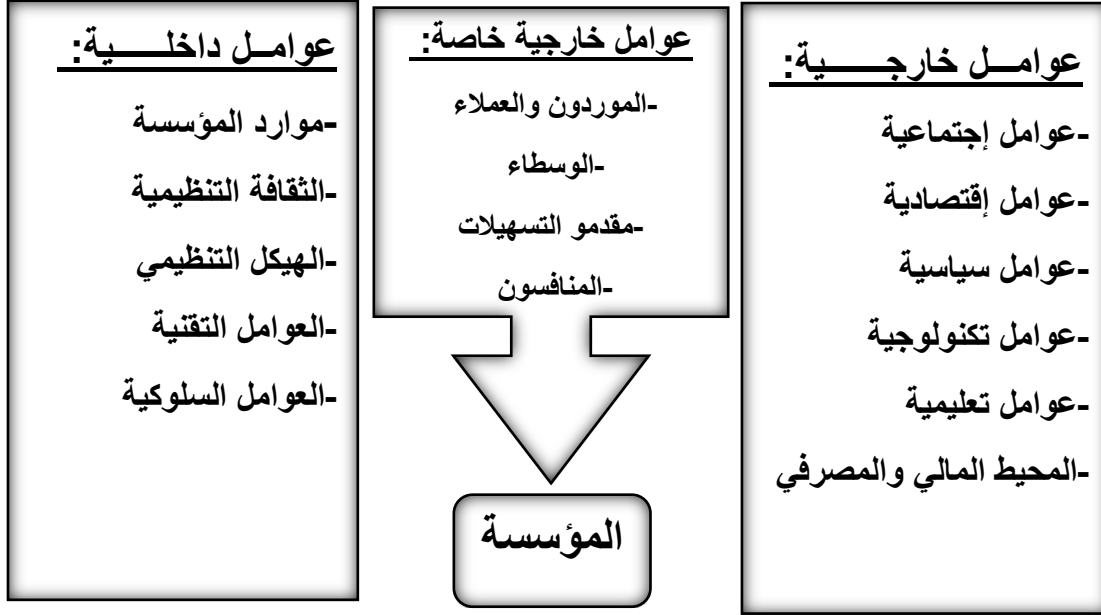 عوامل خارجية:
-عوامل إجتماعية
-عوامل إقتصادية
-عوامل سياسية
-عوامل تكنولوجية
-عوامل تعليمية
-المحيط المالي والمصرفي
عوامل خارجية خاصة:
-الموردون والعملاء
-الوسطاء
-مقدمو التسهيلات
-المنافسون
المؤسسة
عوامل داخلية:
-موارد المؤسسة
-الثقافة التنظيمية
-الهيكل التنظيمي
-العوامل التقنية
-العوامل السلوكية